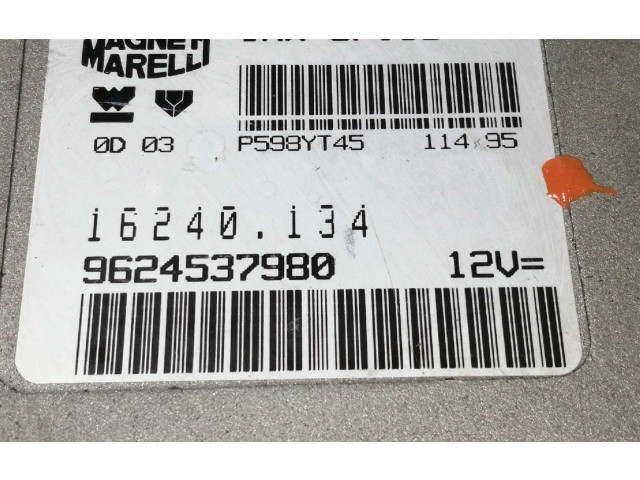 MAGNETI
MARELLI
0D 03
P598YT45 114 95
16240.134
9624537980 12V=